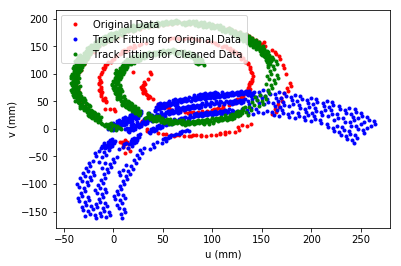 Original Data
Track Fitting for Original Data
Track Fitting for Cleaned Data
200
150
100
50
0
−50
−100
−150
v (mm)
−50 0 50 100 150 200 250
u (mm)